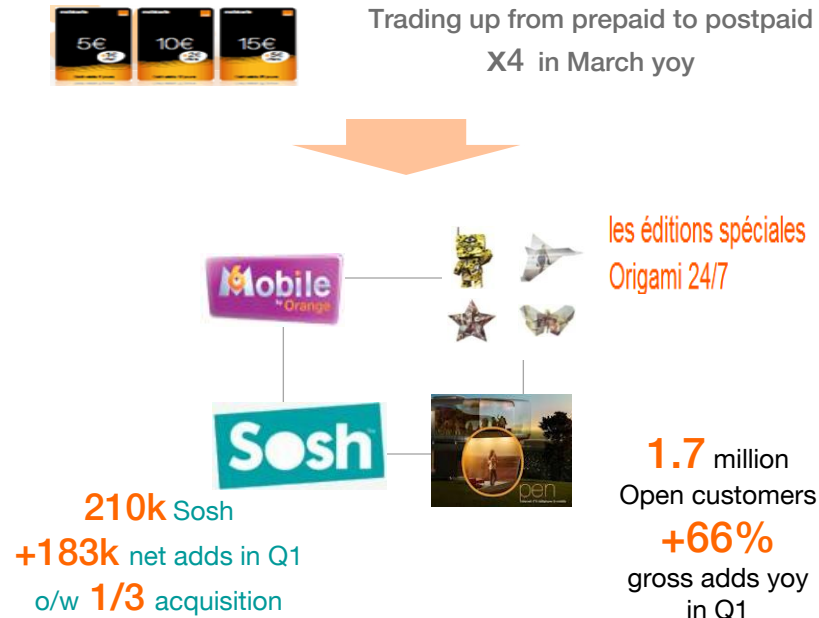 5€ 10€ 15€
Trading up from prepaid to postpaid
x4 in March yoy
les éditions spéciales
Origami 24/7
M6 Mobile
by Orange
Sosh
open
210k Sosh
+183k net adds in Q1
o/w 1/3 acquisition
1.7 million
Open customers
+66%
gross adds yoy
in Q1